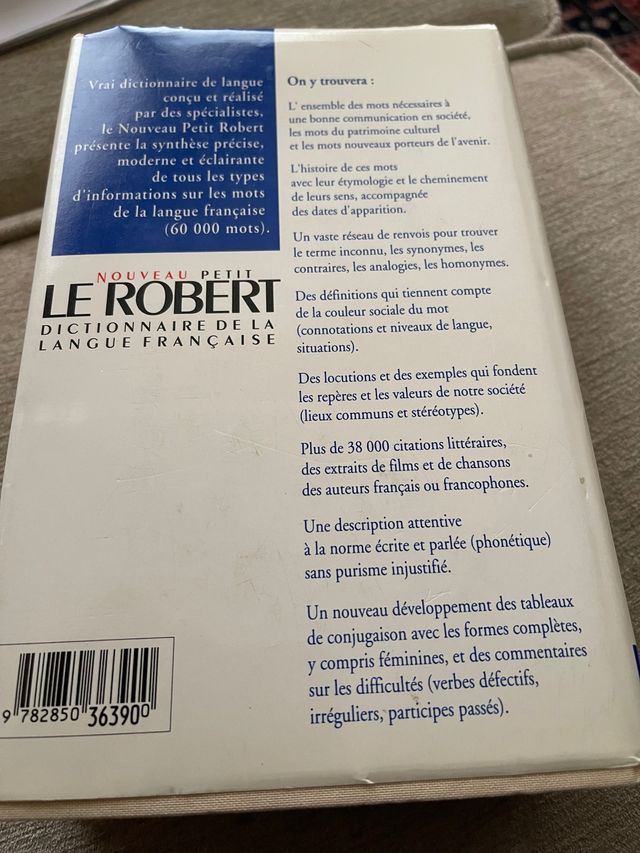 Vrai dictionnaire de langue
conçu et réalisé
par des spécialistes,
le Nouveau Petit Robert
présente la synthèse précise,
moderne et éclairante
de tous les types
d'informations sur les mots
de la langue française
(60 000 mots).
NOUVEAU PETIT
LE ROBERT
DICTIONNAIRE DE LA
LANGUE FRANÇAISE
On y trouvera :
L' ensemble des mots nécessaires à
une bonne communication en société,
les mots du patrimoine culturel
et les mots nouveaux porteurs de l'avenir.
L'histoire de ces mots
avec leur étymologie et le cheminement
de leurs sens, accompagnée
des dates d'apparition.
Un vaste réseau de renvois pour trouver
le terme inconnu, les synonymes, les
contraires, les analogies, les homonymes.
Des définitions qui tiennent compte
de la couleur sociale du mot
(connotations et niveaux de langue,
situations).
Des locutions et des exemples qui fondent
les repères et les valeurs de notre société
(lieux communs et stéréotypes).
Plus de 38 000 citations littéraires,
des extraits de films et de chansons
des auteurs français ou francophones.
Une description attentive
à la norme écrite et parlée (phonétique)
sans purisme injustifié.
Un nouveau développement des tableaux
de conjugaison avec les formes complètes,
y compris féminines, et des commentaires
sur les difficultés (verbes défectifs,
irréguliers, participes passés).
9 782850 363900